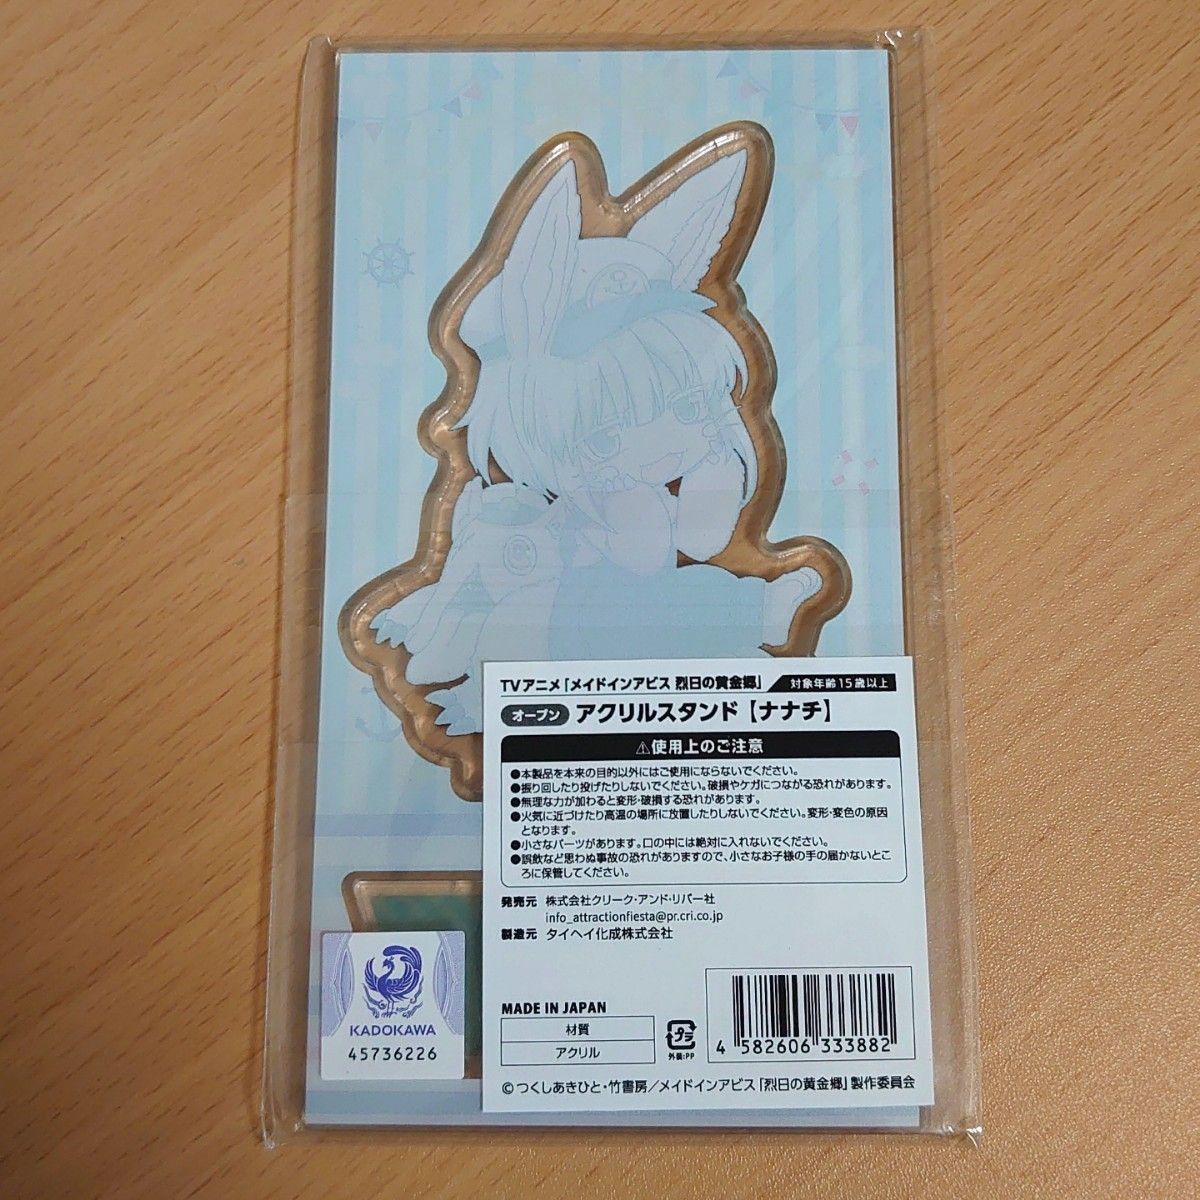 TVアニメ「メイドインアビス 烈日の黄金郷」 対象年齢15歳以上
オープン アクリルスタンド【ナナチ】
⚠使用上のご注意
●本製品を本来の目的以外にはご使用にならないでください。
●振り回したり投げたりしないでください。破損やケガにつながる恐れがあります。
●無理な力が加わると変形・破損する恐れがあります。
●火気に近づけたり高温の場所に放置したりしないでください。変形・変色の原因
となります。
●小さなパーツがあります。口の中には絶対に入れないでください。
●誤飲など思わぬ事故の恐れがありますので、小さなお子様の手の届かないとこ
ろに保管してください。
発売元 株式会社クリーク・アンド・リバー社
info_attractionfiesta@pr.cri.co.jp
製造元 タイヘイ化成株式会社
MADE IN JAPAN
材質
アクリル
プラ
外装:PP
4 582606 333882
©つくしあきひと・竹書房／メイドインアビス「烈日の黄金郷」製作委員会
KADOKAWA
45736226